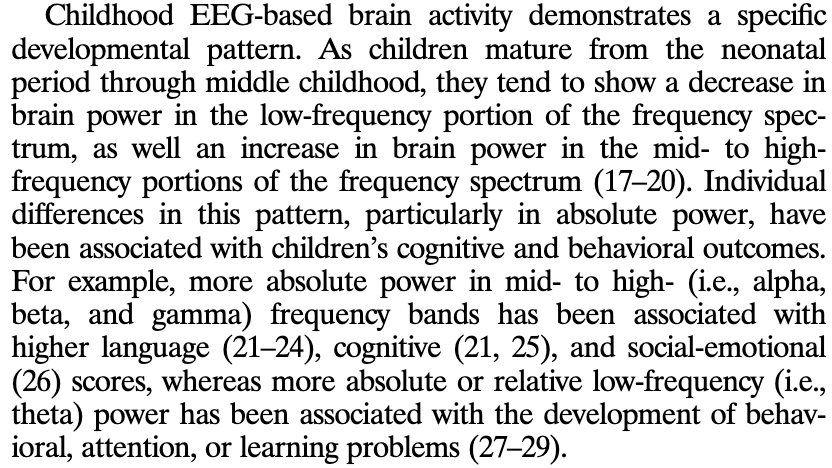 Childhood EEG-based brain activity demonstrates a specific
developmental pattern. As children mature from the neonatal
period through middle childhood, they tend to show a decrease in
brain power in the low-frequency portion of the frequency spec-
trum, as well an increase in brain power in the mid- to high-
frequency portions of the frequency spectrum (17–20). Individual
differences in this pattern, particularly in absolute power, have
been associated with children’s cognitive and behavioral outcomes.
For example, more absolute power in mid- to high- (i.e., alpha,
beta, and gamma) frequency bands has been associated with
higher language (21–24), cognitive (21, 25), and social-emotional
(26) scores, whereas more absolute or relative low-frequency (i.e.,
theta) power has been associated with the development of behav-
ioral, attention, or learning problems (27–29).